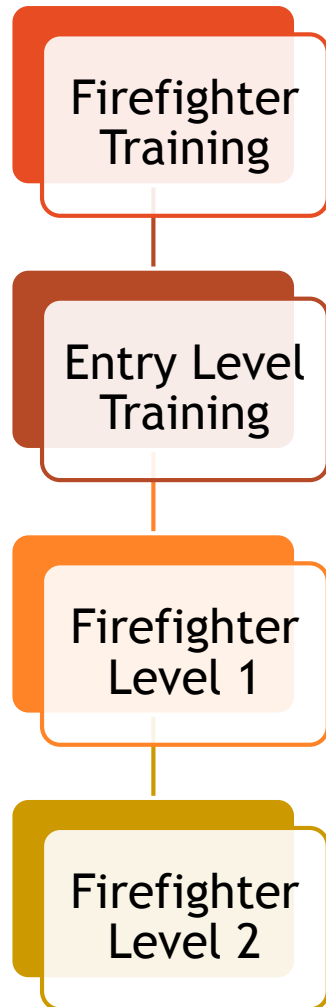 Firefighter
Training
Entry Level
Training
Firefighter
Level 1
Firefighter
Level 2